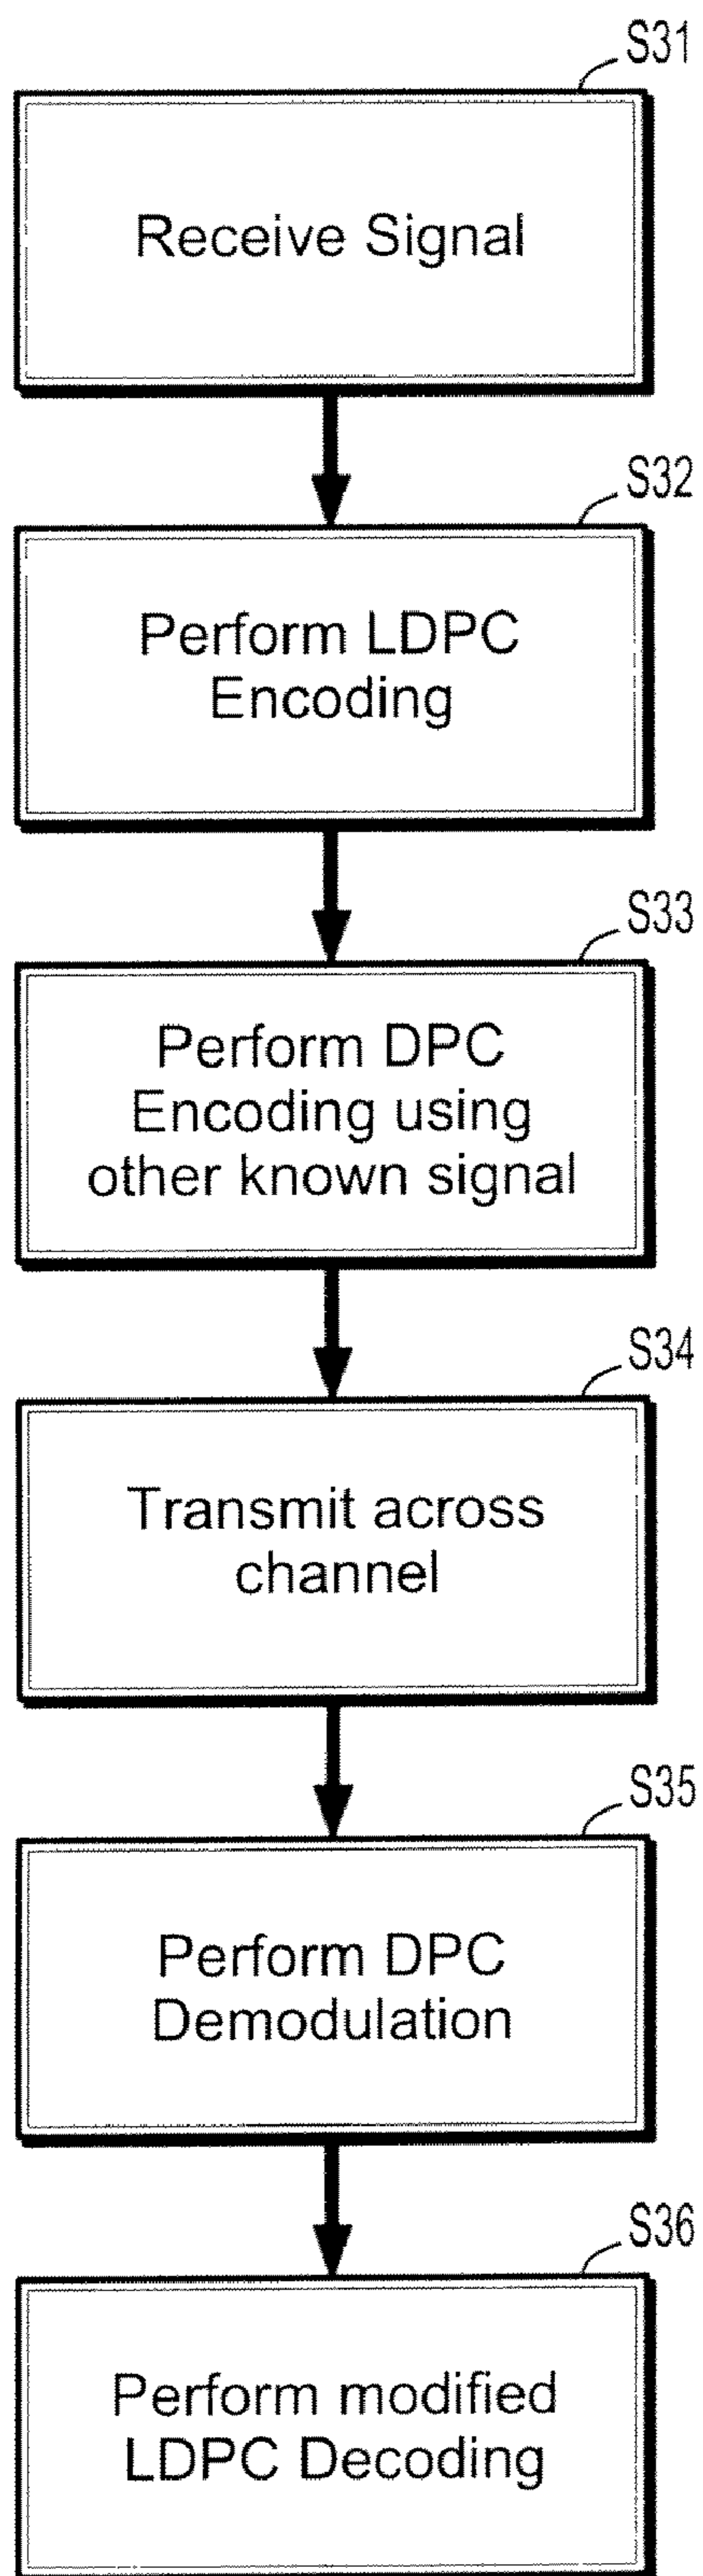 S31
Receive Signal
S32
Perform LDPC
Encoding
S33
Perform DPC
Encoding using
other known signal
S34
Transmit across
channel
S35
Perform DPC
Demodulation
S36
Perform modified
LDPC Decoding